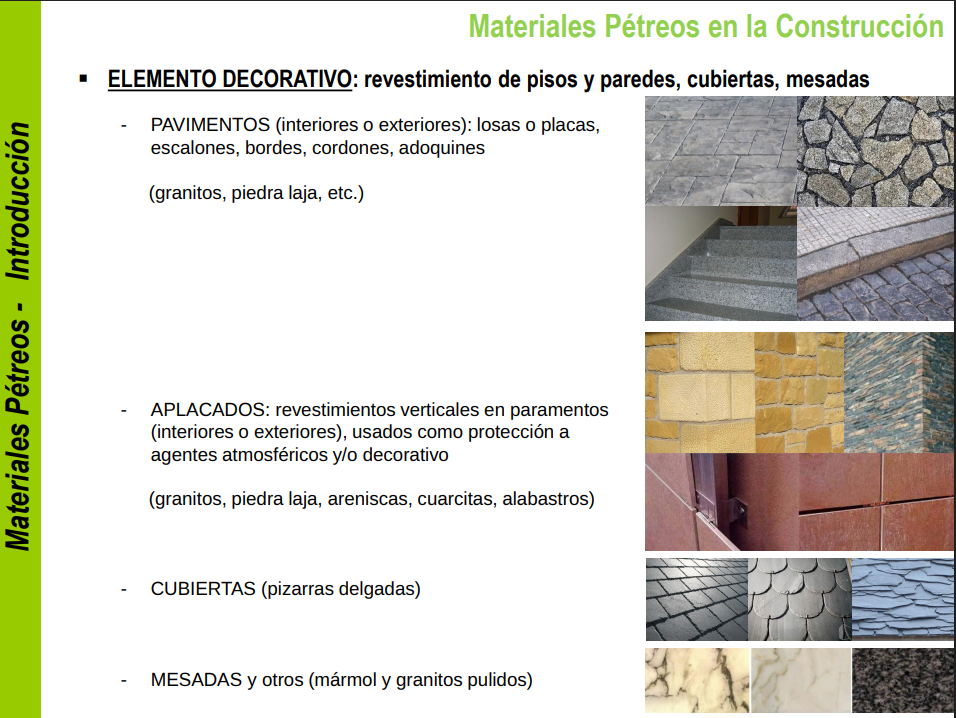 Materiales Pétreos en la Construcción
Materiales Pétreos - Introducción
▪ ELEMENTO DECORATIVO: revestimiento de pisos y paredes, cubiertas, mesadas
- PAVIMENTOS (interiores o exteriores): losas o placas,
escalones, bordes, cordones, adoquines
(granitos, piedra laja, etc.)
- APLACADOS: revestimientos verticales en paramentos
(interiores o exteriores), usados como protección a
agentes atmosféricos y/o decorativo
(granitos, piedra laja, areniscas, cuarcitas, alabastros)
- CUBIERTAS (pizarras delgadas)
- MESADAS y otros (mármol y granitos pulidos)